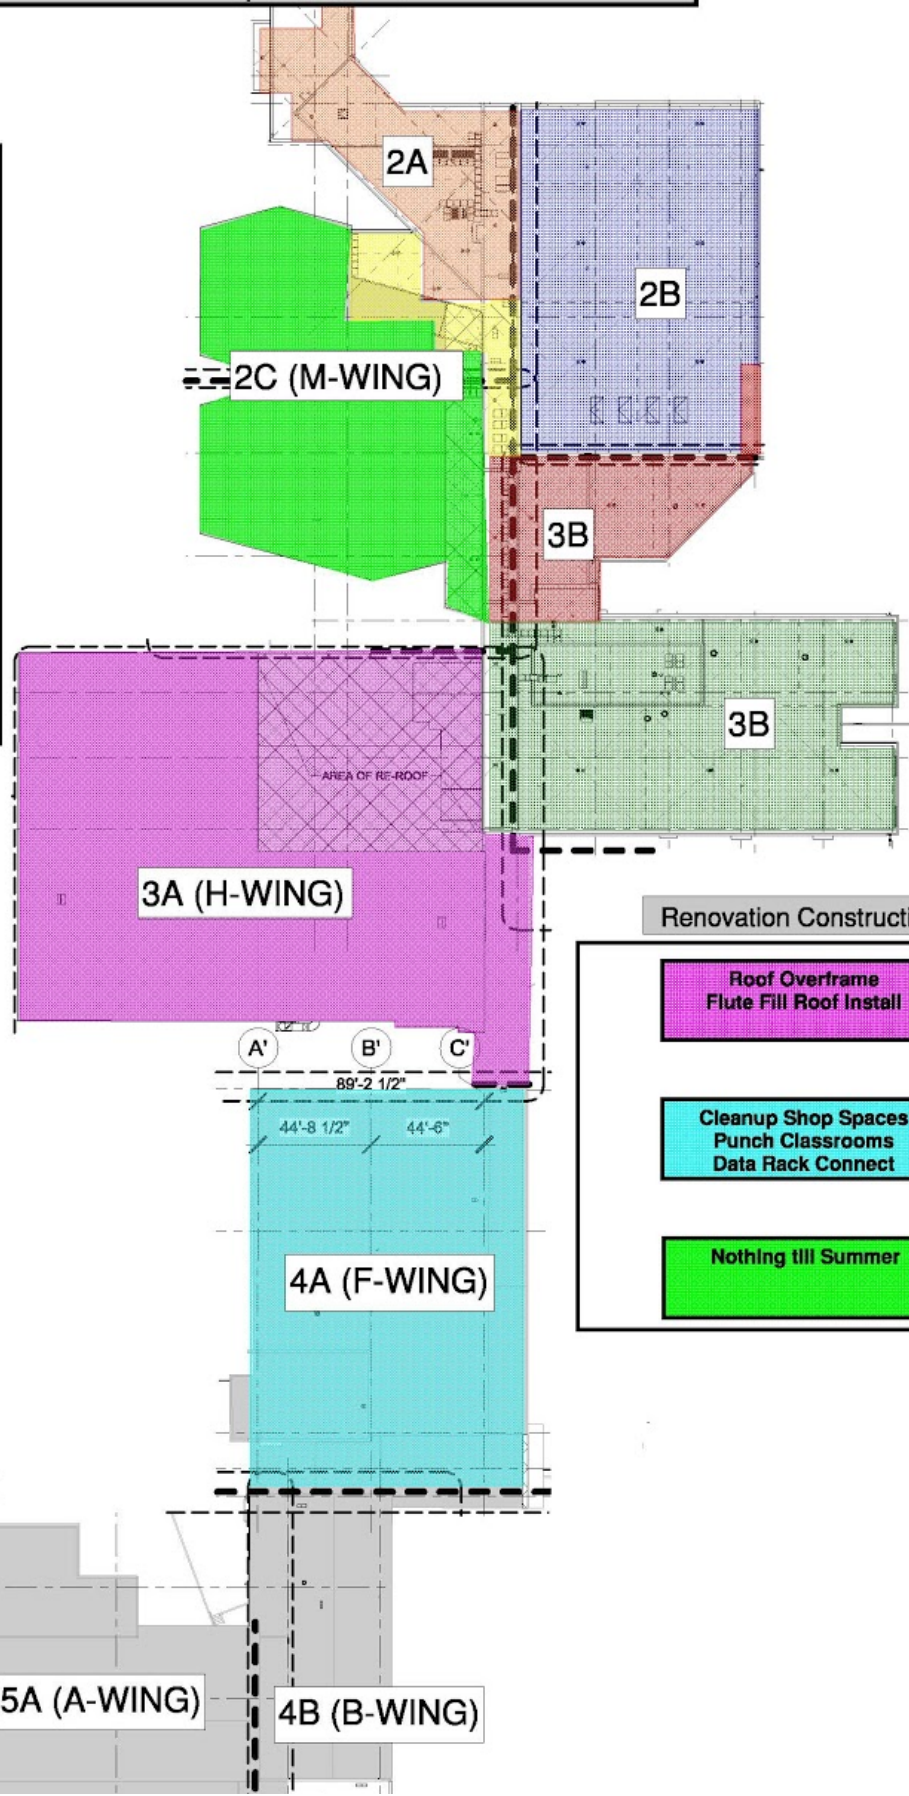 2A
2B
2C (M-WING)
3B
3B
AREA OF RE-ROOF
3A (H-WING)
Renovation Constructi
Roof Overframe
Flute Fill Roof Install
A' B' C'
89'-2 1/2"
44'-8 1/2" 44'-6"
Cleanup Shop Spaces
Punch Classrooms
Data Rack Connect
Nothing till Summer
4A (F-WING)
5A (A-WING)
4B (B-WING)